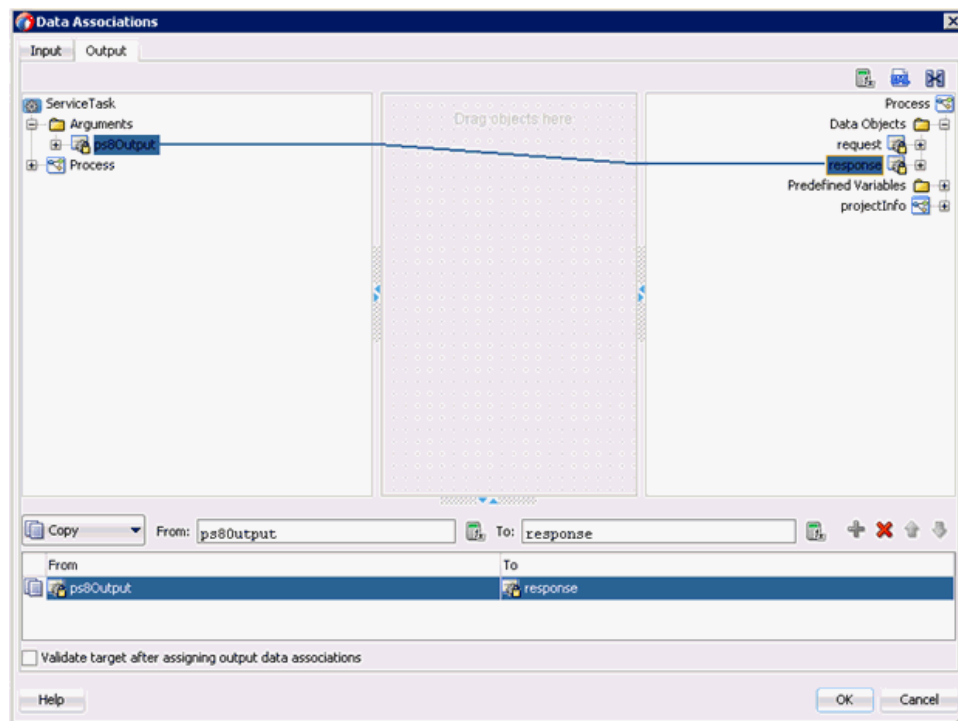 Data Associations
Input Output
ServiceTask
Arguments
ps8Output
Process
Drag objects here
Process
Data Objects
request
response
Predefined Variables
projectInfo
Copy From: ps8Output To: response
From To
ps8Output response
Validate target after assigning output data associations
Help OK Cancel